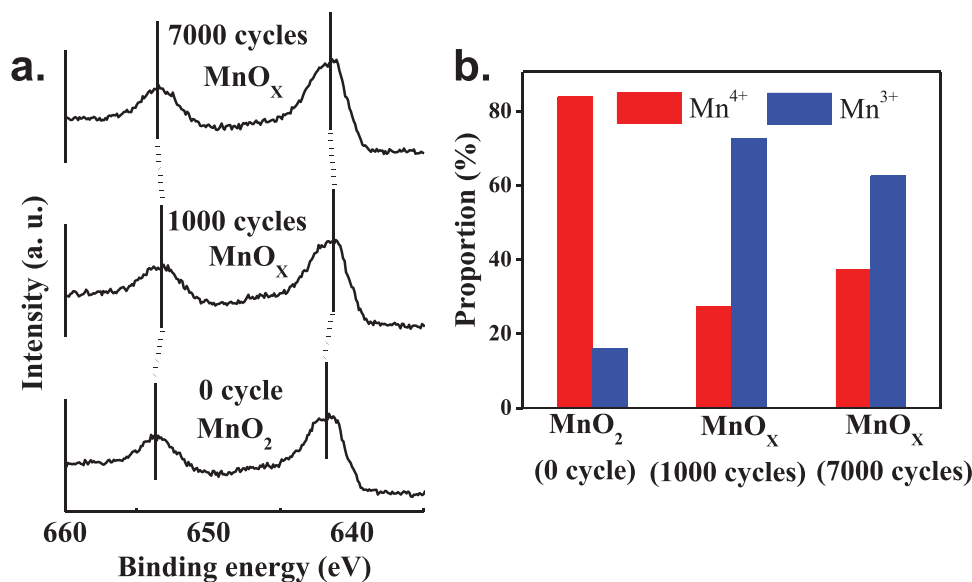 a.
Intensity (a. u.)
7000 cycles
MnOX
1000 cycles
MnOX
0 cycle
MnO2
660
650
640
Binding energy (eV)
b.
Proportion (%)
80
60
40
20
0
Mn4+
Mn3+
MnO2
MnOX
MnOX
(0 cycle)
(1000 cycles)
(7000 cycles)